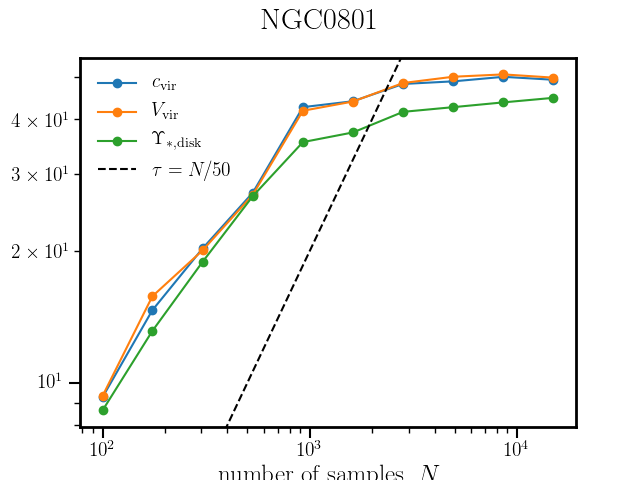 NGC0801
c_vir
V_vir
Υ_{*,disk}
τ = N/50
4 × 10^1
3 × 10^1
2 × 10^1
10^1
10^2
10^3
10^4
number of samples, N